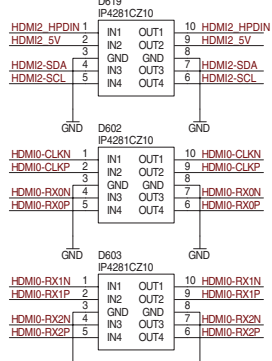 D619
IP4281CZ10
HDMI2_HPDIN 1 IN1 OUT1 10 HDMI2_HPDIN
HDMI2_5V 2 IN2 OUT2 9 HDMI2_5V
3 GND GND 8
HDMI2-SDA 4 IN3 OUT3 7 HDMI2-SDA
HDMI2-SCL 5 IN4 OUT4 6 HDMI2-SCL
GND GND
D602
IP4281CZ10
HDMI0-CLKN 1 IN1 OUT1 10 HDMI0-CLKN
HDMI0-CLKP 2 IN2 OUT2 9 HDMI0-CLKP
3 GND GND 8
HDMI0-RX0N 4 IN3 OUT3 7 HDMI0-RX0N
HDMI0-RX0P 5 IN4 OUT4 6 HDMI0-RX0P
GND GND
D603
IP4281CZ10
HDMI0-RX1N 1 IN1 OUT1 10 HDMI0-RX1N
HDMI0-RX1P 2 IN2 OUT2 9 HDMI0-RX1P
3 GND GND 8
HDMI0-RX2N 4 IN3 OUT3 7 HDMI0-RX2N
HDMI0-RX2P 5 IN4 OUT4 6 HDMI0-RX2P